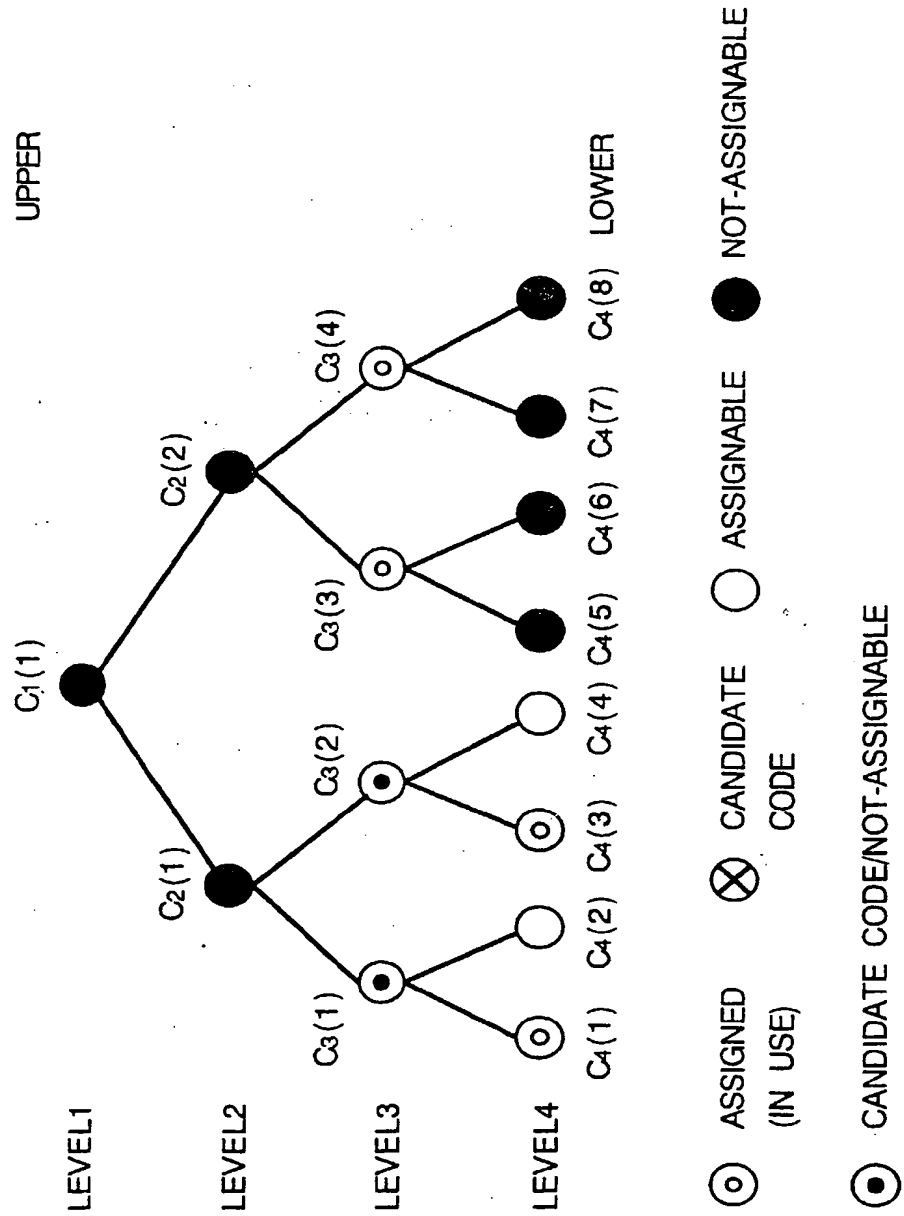 UPPER
LEVEL1
C1(1)
LEVEL2
C2(1)
C2(2)
LEVEL3
C3(1)
C3(2)
C3(3)
C3(4)
LEVEL4
C4(1)
C4(2)
C4(3)
C4(4)
C4(5)
C4(6)
C4(7)
C4(8)
LOWER
ASSIGNED
(IN USE)
CANDIDATE
CODE
ASSIGNABLE
NOT-ASSIGNABLE
CANDIDATE CODE/NOT-ASSIGNABLE